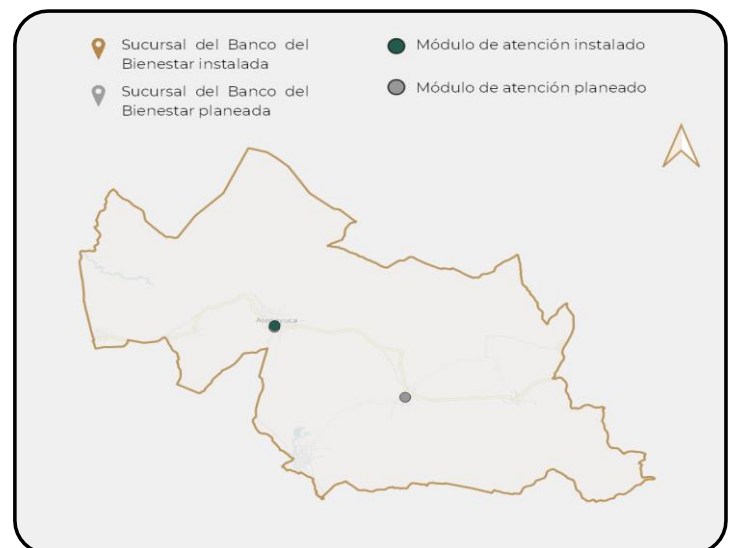 Sucursal del Banco del
Bienestar instalada
Sucursal del Banco del
Bienestar planeada
Módulo de atención instalado
Módulo de atención planeado